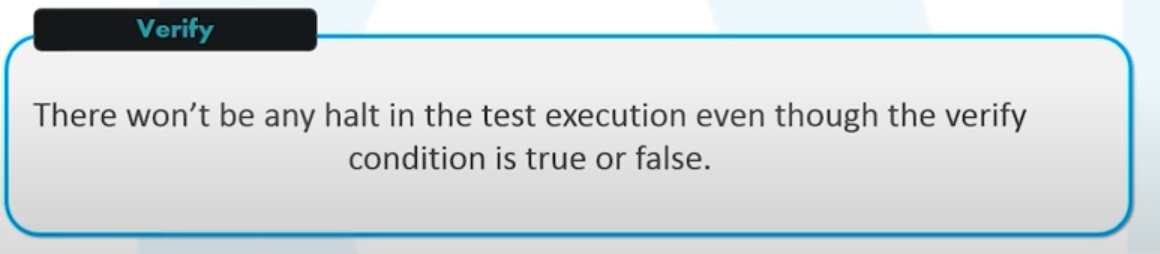 Verify
There won't be any halt in the test execution even though the verify
condition is true or false.